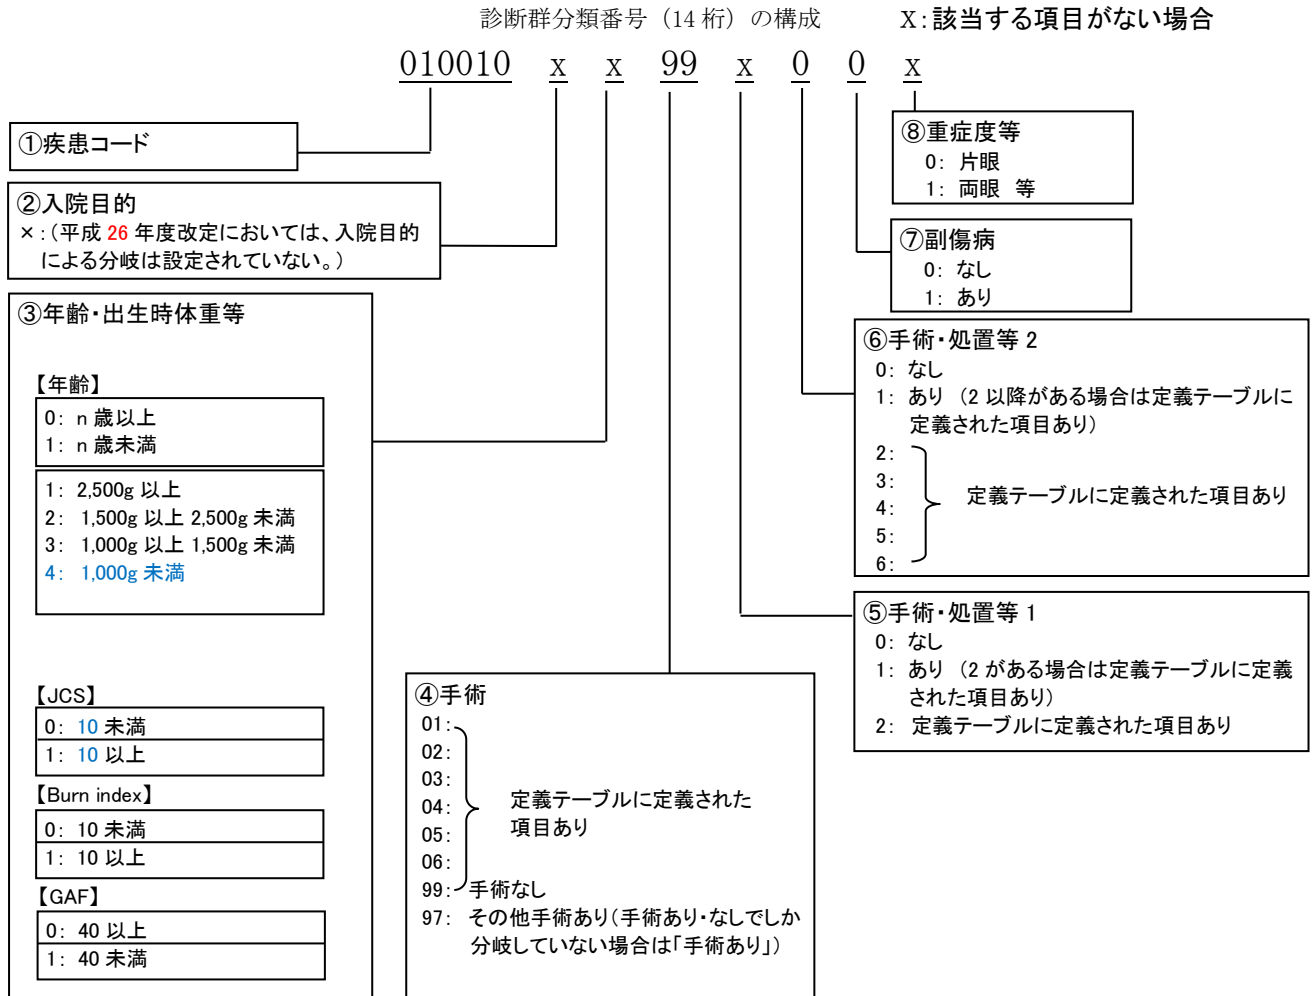 診断群分類番号（14 桁）の構成
X：該当する項目がない場合
010010 x x 99 x 0 0 x
①疾患コード
②入院目的
×：（平成 26 年度改定においては、入院目的
による分岐は設定されていない。）
③年齢・出生時体重等
【年齢】
0： n 歳以上
1： n 歳未満
1： 2,500g 以上
2： 1,500g 以上 2,500g 未満
3： 1,000g 以上 1,500g 未満
4： 1,000g 未満
【JCS】
0： 10 未満
1： 10 以上
【Burn index】
0： 10 未満
1： 10 以上
【GAF】
0： 40 以上
1： 40 未満
④手術
01：
02：
03：
04：
05：
06：
定義テーブルに定義された
項目あり
99： 手術なし
97： その他手術あり（手術あり・なしでしか
分岐していない場合は「手術あり」）
⑧重症度等
0： 片眼
1： 両眼 等
⑦副傷病
0： なし
1： あり
⑥手術・処置等 2
0： なし
1： あり （2 以降がある場合は定義テーブルに
定義された項目あり）
2：
3：
4：
5：
6：
定義テーブルに定義された項目あり
⑤手術・処置等 1
0： なし
1： あり （2 がある場合は定義テーブルに定義
された項目あり）
2： 定義テーブルに定義された項目あり